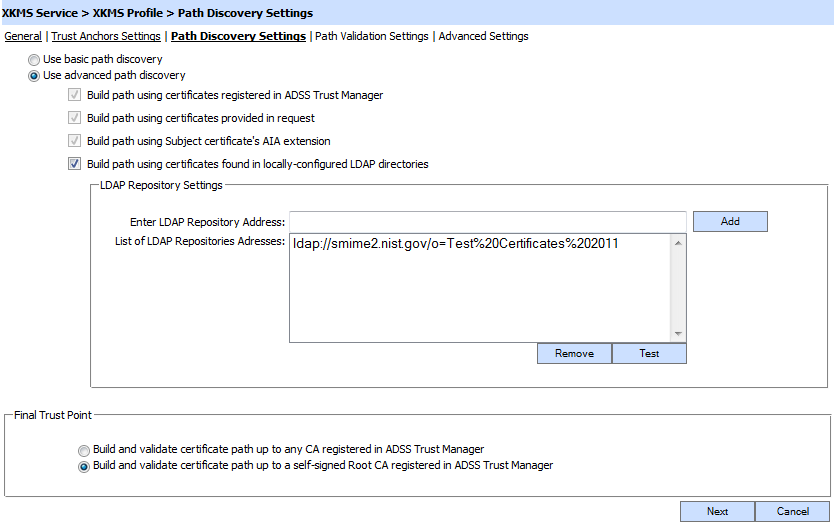 XKMS Service > XKMS Profile > Path Discovery Settings
General | Trust Anchors Settings | Path Discovery Settings | Path Validation Settings | Advanced Settings
Use basic path discovery
Use advanced path discovery
Build path using certificates registered in ADSS Trust Manager
Build path using certificates provided in request
Build path using Subject certificate's AIA extension
Build path using certificates found in locally-configured LDAP directories
LDAP Repository Settings
Enter LDAP Repository Address: Add
List of LDAP Repositories Adresses: ldap://smime2.nist.gov/o=Test%20Certificates%202011
Remove Test
Final Trust Point
Build and validate certificate path up to any CA registered in ADSS Trust Manager
Build and validate certificate path up to a self-signed Root CA registered in ADSS Trust Manager
Next Cancel